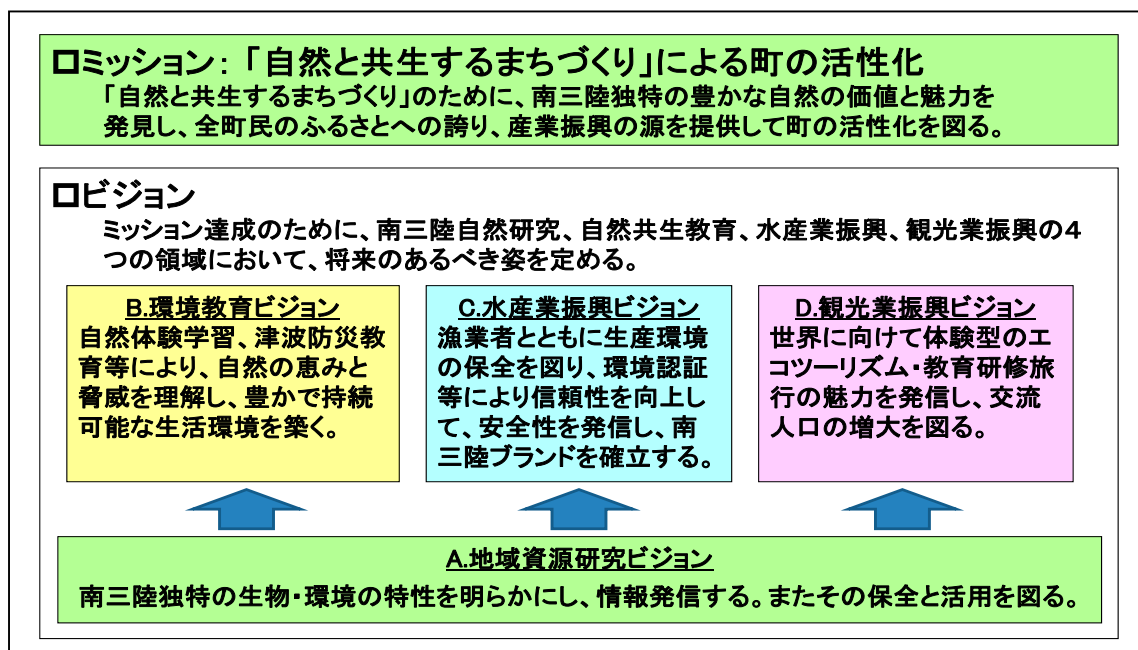 □ミッション：「自然と共生するまちづくり」による町の活性化
「自然と共生するまちづくり」のために、南三陸独特の豊かな自然の価値と魅力を
発見し、全町民のふるさとへの誇り、産業振興の源を提供して町の活性化を図る。
□ビジョン
ミッション達成のために、南三陸自然研究、自然共生教育、水産業振興、観光業振興の４
つの領域において、将来のあるべき姿を定める。
B.環境教育ビジョン
自然体験学習、津波防災教
育等により、自然の恵みと
脅威を理解し、豊かで持続
可能な生活環境を築く。
C.水産業振興ビジョン
漁業者とともに生産環境
の保全を図り、環境認証
等により信頼性を向上し
て、安全性を発信し、南
三陸ブランドを確立する。
D.観光業振興ビジョン
世界に向けて体験型のエ
コツーリズム・教育研修旅
行の魅力を発信し、交流
人口の増大を図る。
A.地域資源研究ビジョン
南三陸独特の生物・環境の特性を明らかにし、情報発信する。またその保全と活用を図る。